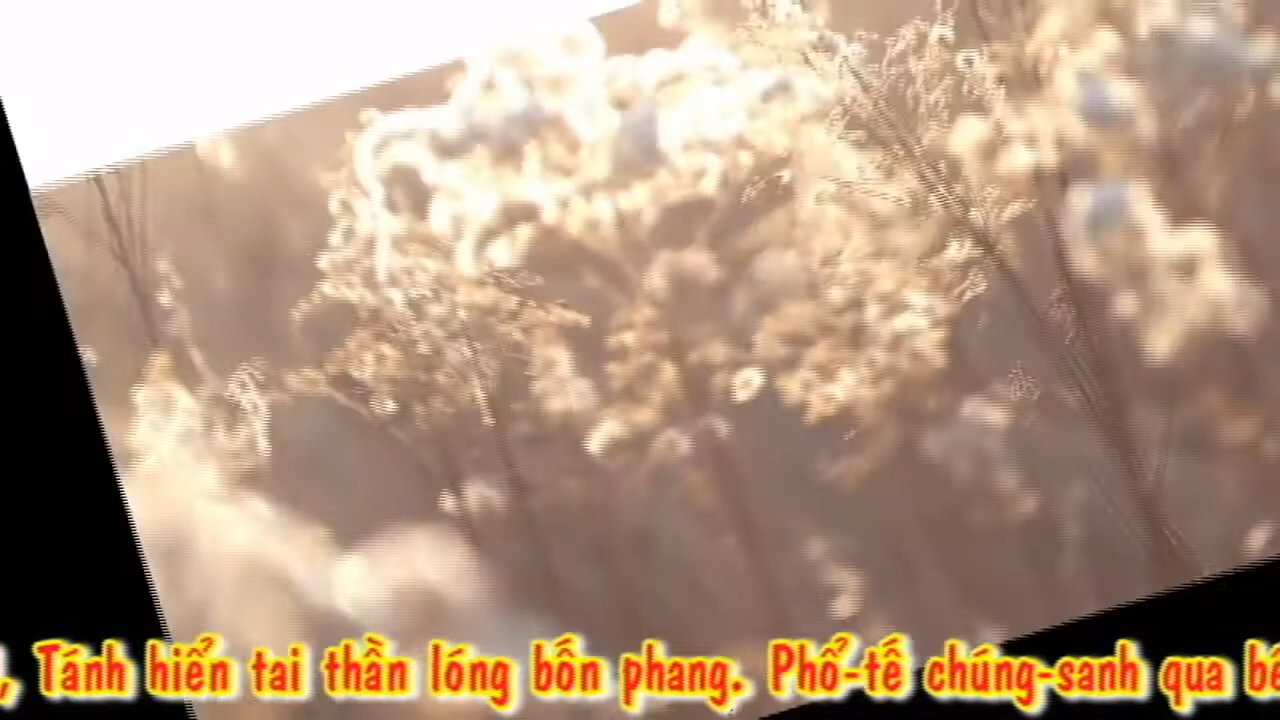 , Tánh hiển tai thần lóng bốn phang. Phổ-tế chúng-sanh qua